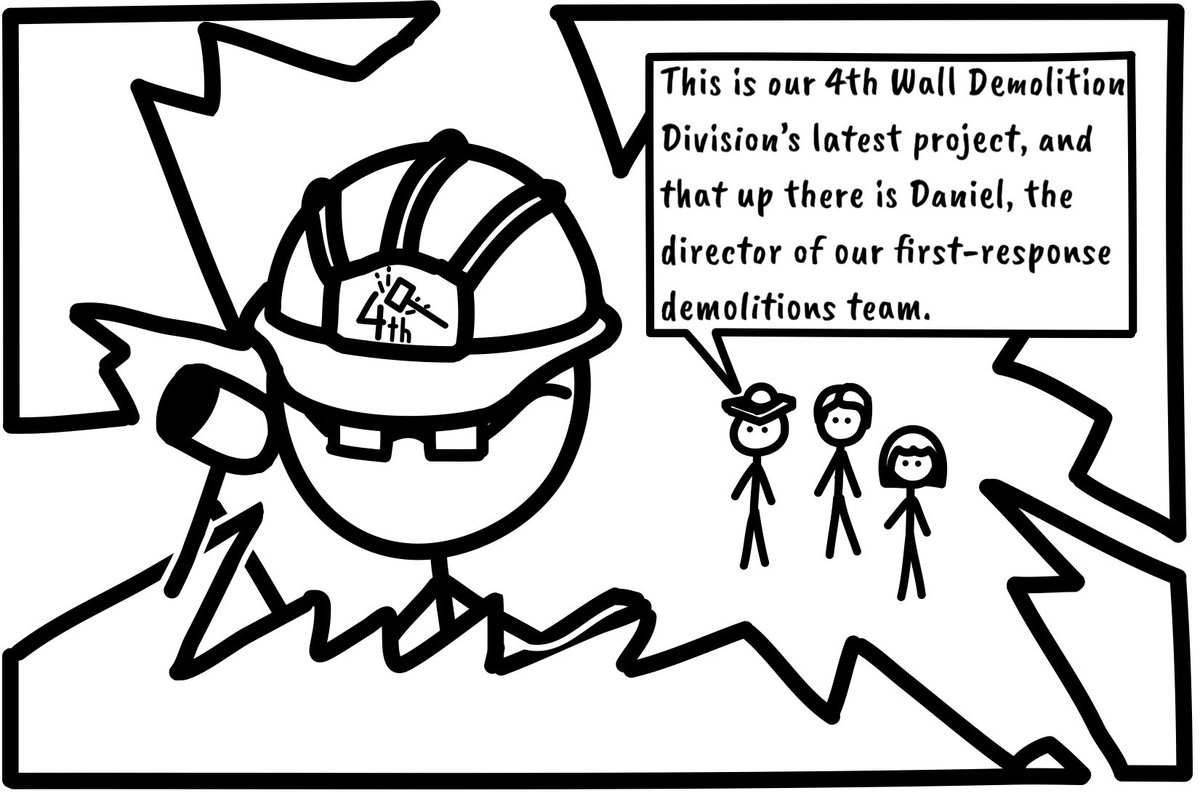 This is our 4th Wall Demolition
Division's latest project, and
that up there is Daniel, the
director of our first-response
demolitions team.
4th